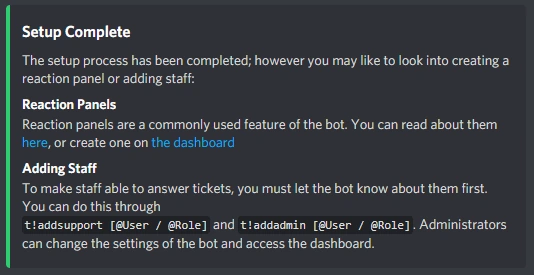 Setup Complete
The setup process has been completed; however you may like to look into creating a
reaction panel or adding staff:
Reaction Panels
Reaction panels are a commonly used feature of the bot. You can read about them
here, or create one on the dashboard
Adding Staff
To make staff able to answer tickets, you must let the bot know about them first.
You can do this through
t!addsupport [@User / @Role] and t!addadmin [@User / @Role]. Administrators
can change the settings of the bot and access the dashboard.